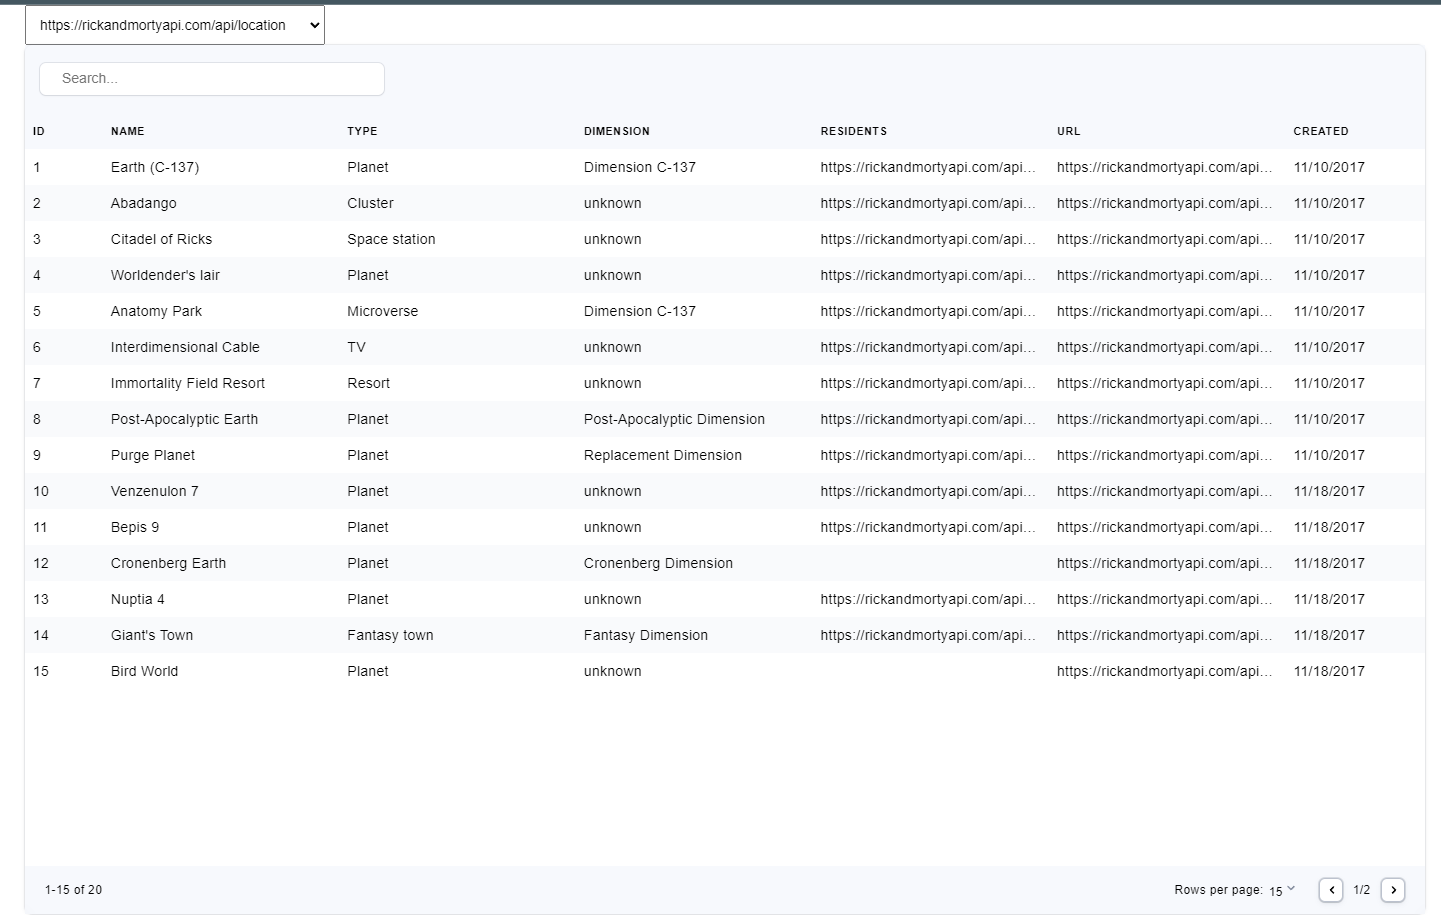 https://rickandmortyapi.com/api/location
Search...
ID NAME TYPE DIMENSION RESIDENTS URL CREATED
1 Earth (C-137) Planet Dimension C-137 https://rickandmortyapi.com/api... https://rickandmortyapi.com/api... 11/10/2017
2 Abadango Cluster unknown https://rickandmortyapi.com/api... https://rickandmortyapi.com/api... 11/10/2017
3 Citadel of Ricks Space station unknown https://rickandmortyapi.com/api... https://rickandmortyapi.com/api... 11/10/2017
4 Worldender's lair Planet unknown https://rickandmortyapi.com/api... https://rickandmortyapi.com/api... 11/10/2017
5 Anatomy Park Microverse Dimension C-137 https://rickandmortyapi.com/api... https://rickandmortyapi.com/api... 11/10/2017
6 Interdimensional Cable TV unknown https://rickandmortyapi.com/api... https://rickandmortyapi.com/api... 11/10/2017
7 Immortality Field Resort Resort unknown https://rickandmortyapi.com/api... https://rickandmortyapi.com/api... 11/10/2017
8 Post-Apocalyptic Earth Planet Post-Apocalyptic Dimension https://rickandmortyapi.com/api... https://rickandmortyapi.com/api... 11/10/2017
9 Purge Planet Planet Replacement Dimension https://rickandmortyapi.com/api... https://rickandmortyapi.com/api... 11/10/2017
10 Venzenulon 7 Planet unknown https://rickandmortyapi.com/api... https://rickandmortyapi.com/api... 11/18/2017
11 Bepis 9 Planet unknown https://rickandmortyapi.com/api... https://rickandmortyapi.com/api... 11/18/2017
12 Cronenberg Earth Planet Cronenberg Dimension https://rickandmortyapi.com/api... 11/18/2017
13 Nuptia 4 Planet unknown https://rickandmortyapi.com/api... https://rickandmortyapi.com/api... 11/18/2017
14 Giant's Town Fantasy town Fantasy Dimension https://rickandmortyapi.com/api... https://rickandmortyapi.com/api... 11/18/2017
15 Bird World Planet unknown https://rickandmortyapi.com/api... 11/18/2017
1-15 of 20 Rows per page: 15 1/2